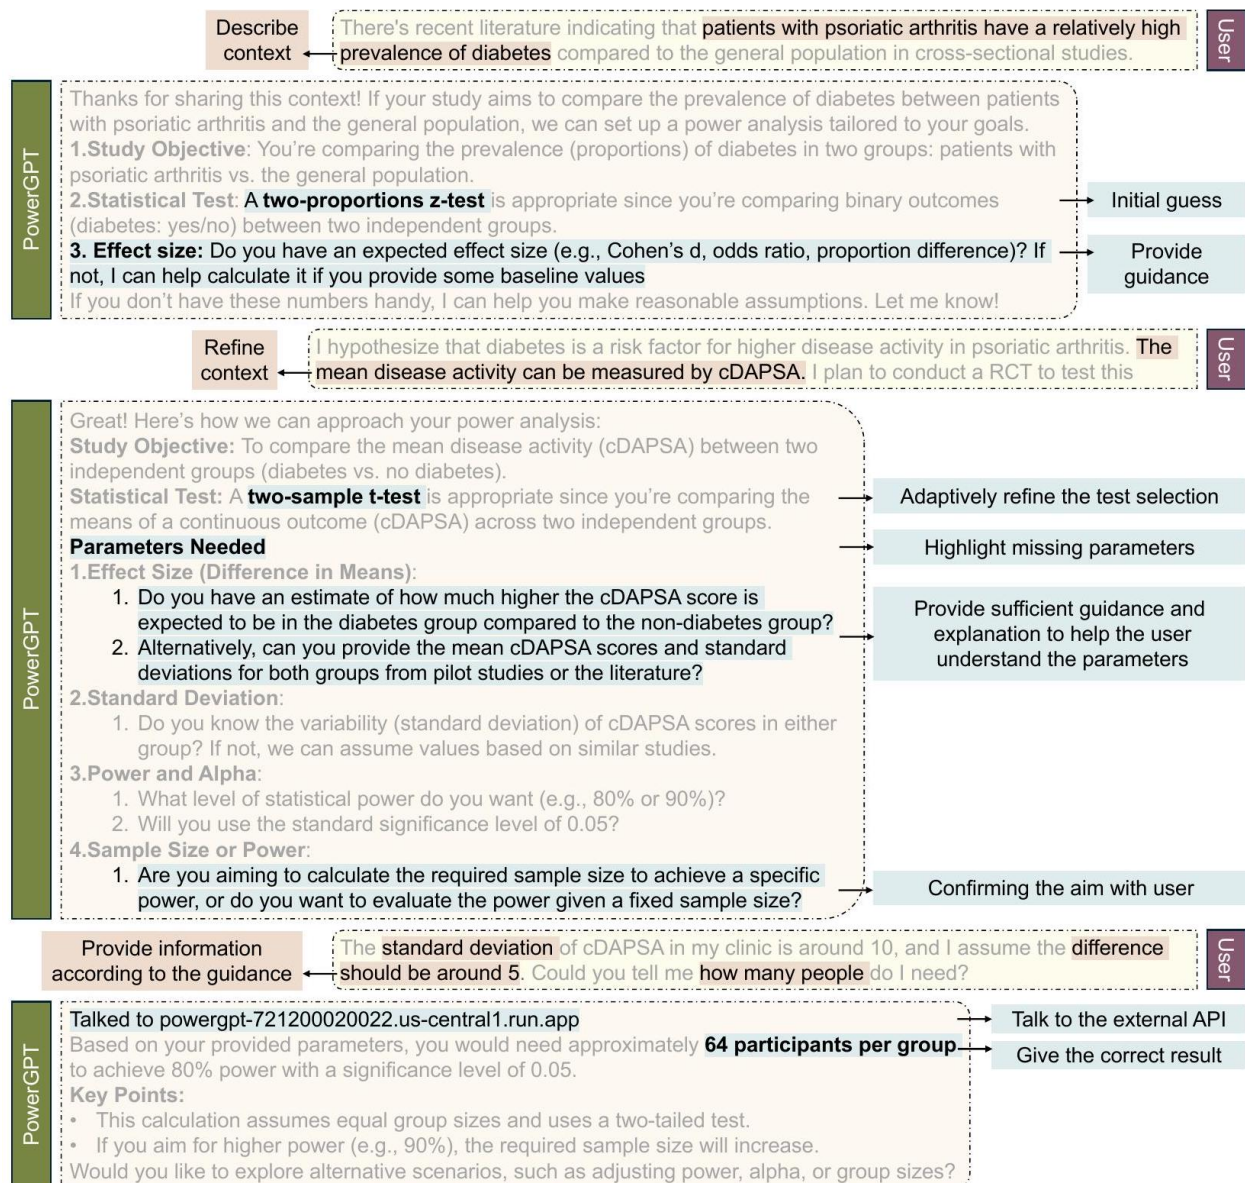 Describe
context
There's recent literature indicating that patients with psoriatic arthritis have a relatively high
prevalence of diabetes compared to the general population in cross-sectional studies.
User
PowerGPT
Thanks for sharing this context! If your study aims to compare the prevalence of diabetes between patients
with psoriatic arthritis and the general population, we can set up a power analysis tailored to your goals.
1.Study Objective: You're comparing the prevalence (proportions) of diabetes in two groups: patients with
psoriatic arthritis vs. the general population.
2.Statistical Test: A two-proportions z-test is appropriate since you're comparing binary outcomes
(diabetes: yes/no) between two independent groups.
Initial guess
3. Effect size: Do you have an expected effect size (e.g., Cohen's d, odds ratio, proportion difference)? If
not, I can help calculate it if you provide some baseline values
Provide
guidance
If you don't have these numbers handy, I can help you make reasonable assumptions. Let me know!
Refine
context
I hypothesize that diabetes is a risk factor for higher disease activity in psoriatic arthritis. The
mean disease activity can be measured by cDAPSA. I plan to conduct a RCT to test this
User
PowerGPT
Great! Here's how we can approach your power analysis:
Study Objective: To compare the mean disease activity (cDAPSA) between two
independent groups (diabetes vs. no diabetes).
Statistical Test: A two-sample t-test is appropriate since you're comparing the
means of a continuous outcome (cDAPSA) across two independent groups.
Adaptively refine the test selection
Parameters Needed
Highlight missing parameters
1.Effect Size (Difference in Means):
1. Do you have an estimate of how much higher the cDAPSA score is
expected to be in the diabetes group compared to the non-diabetes group?
2. Alternatively, can you provide the mean cDAPSA scores and standard
deviations for both groups from pilot studies or the literature?
Provide sufficient guidance and
explanation to help the user
understand the parameters
2.Standard Deviation:
1. Do you know the variability (standard deviation) of cDAPSA scores in either
group? If not, we can assume values based on similar studies.
3.Power and Alpha:
1. What level of statistical power do you want (e.g., 80% or 90%)?
2. Will you use the standard significance level of 0.05?
4.Sample Size or Power:
1. Are you aiming to calculate the required sample size to achieve a specific
power, or do you want to evaluate the power given a fixed sample size?
Confirming the aim with user
Provide information
according to the guidance
The standard deviation of cDAPSA in my clinic is around 10, and I assume the difference
should be around 5. Could you tell me how many people do I need?
User
PowerGPT
Talked to powergpt-721200020022.us-central1.run.app
Talk to the external API
Based on your provided parameters, you would need approximately 64 participants per group
to achieve 80% power with a significance level of 0.05.
Give the correct result
Key Points:
• This calculation assumes equal group sizes and uses a two-tailed test.
• If you aim for higher power (e.g., 90%), the required sample size will increase.
Would you like to explore alternative scenarios, such as adjusting power, alpha, or group sizes?